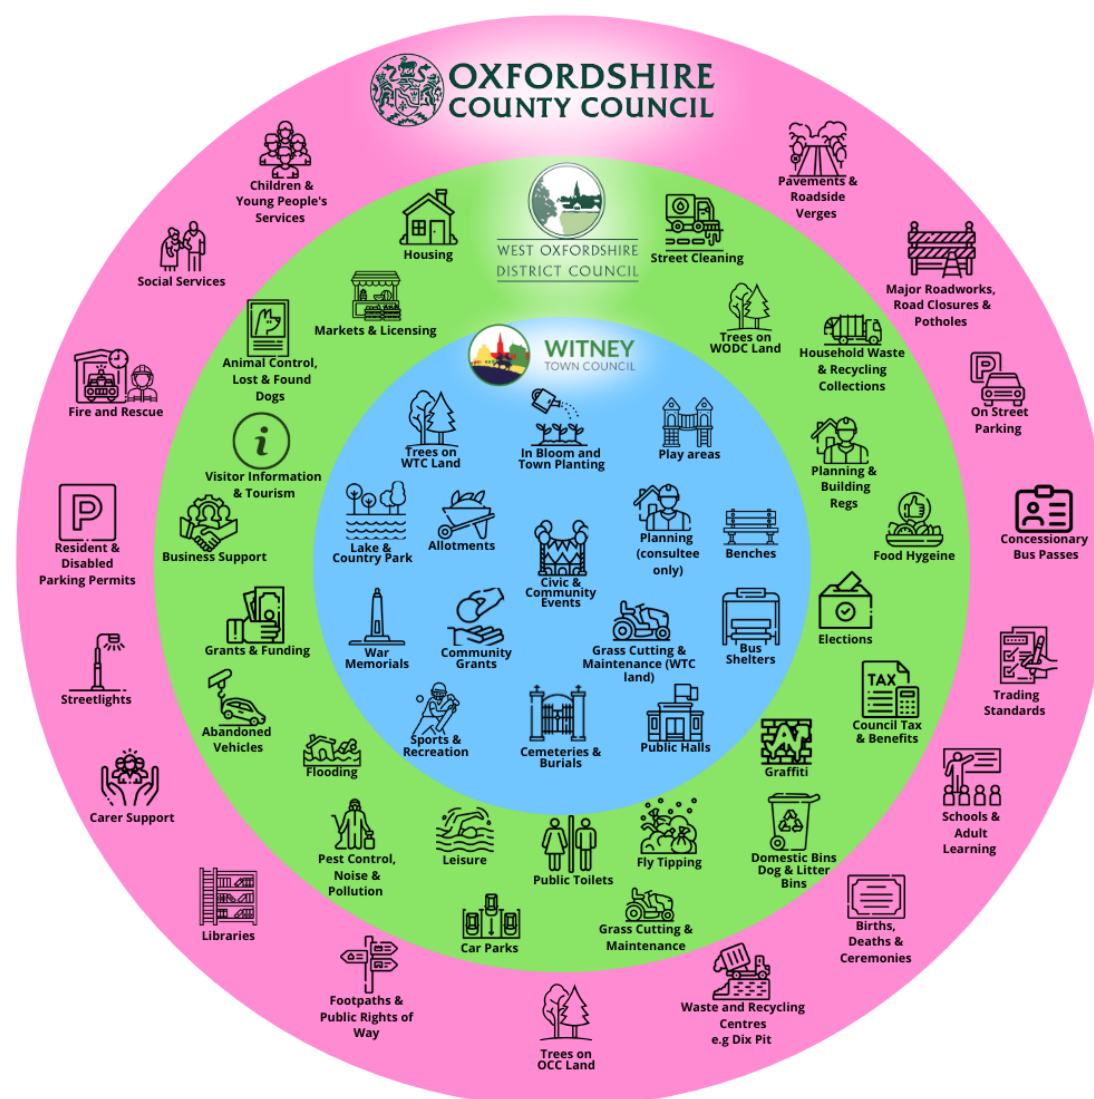 OXFORDSHIRE
COUNTY COUNCIL
Children &
Young People's
Services
Pavements &
Roadside
Verges
Social Services
Major Roadworks,
Road Closures &
Potholes
Fire and Rescue
P
On Street
Parking
P
Resident &
Disabled
Parking Permits
Concessionary
Bus Passes
Streetlights
Trading
Standards
Carer Support
Schools &
Adult
Learning
Libraries
Births,
Deaths &
Ceremonies
Footpaths &
Public Rights of
Way
Waste and Recycling
Centres
e.g Dix Pit
Trees on
OCC Land
WEST OXFORDSHIRE
DISTRICT COUNCIL
Housing
Street Cleaning
Markets & Licensing
Trees on
WODC Land
Animal Control,
Lost & Found
Dogs
Household Waste
& Recycling
Collections
i
Visitor Information
& Tourism
Planning &
Building
Regs
Business Support
Food Hygeine
Grants & Funding
Elections
Abandoned
Vehicles
TAX
Council Tax
& Benefits
Flooding
Graffiti
Pest Control,
Noise &
Pollution
Leisure
Public Toilets
Fly Tipping
Domestic Bins
Dog & Litter
Bins
Car Parks
Grass Cutting &
Maintenance
WITNEY
TOWN COUNCIL
Trees on
WTC Land
In Bloom and
Town Planting
Play areas
Lake &
Country Park
Allotments
Civic &
Community
Events
Planning
(consultee
only)
Benches
War
Memorials
Community
Grants
Grass Cutting &
Maintenance (WTC
land)
Bus
Shelters
Sports &
Recreation
Cemeteries &
Burials
Public Halls